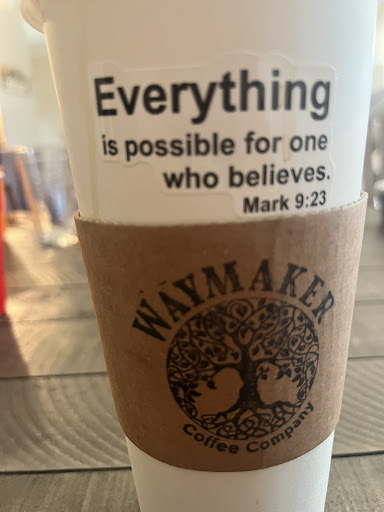 Everything
is possible for one
who believes.
Mark 9:23
WAYMAKER
Coffee Company